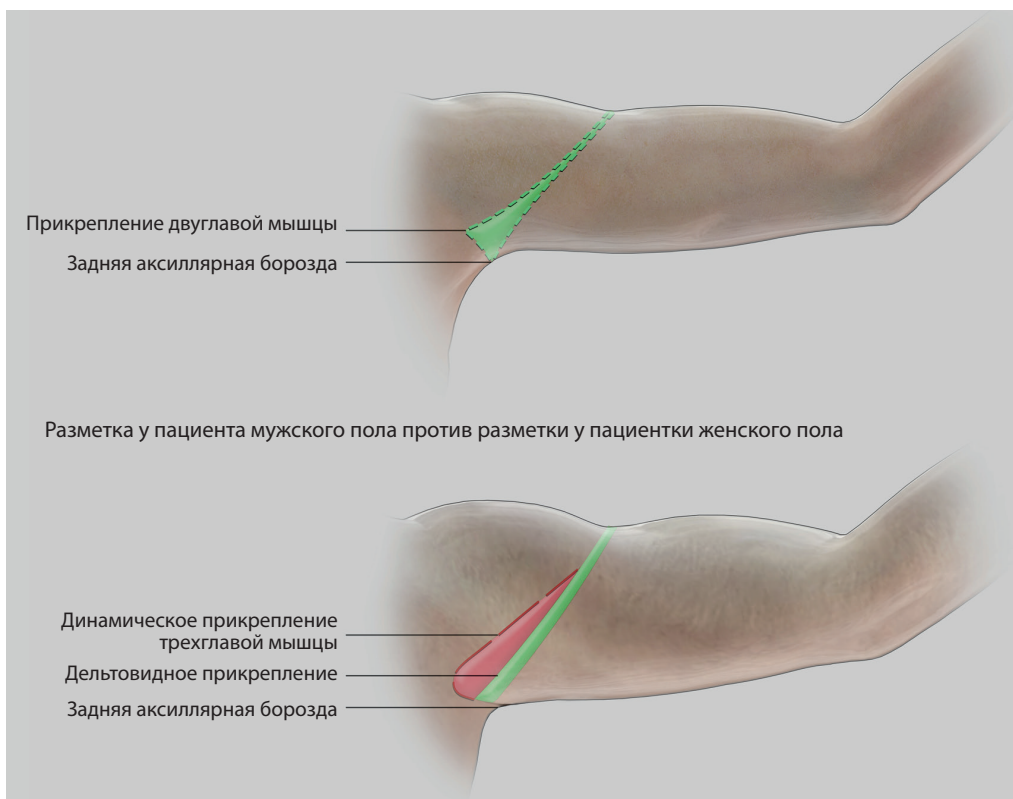 Прикрепление двуглавой мышцы
Задняя аксиллярная борозда
Разметка у пациента мужского пола против разметки у пациентки женского пола
Динамическое прикрепление
трехглавой мышцы
Дельтовидное прикрепление
Задняя аксиллярная борозда